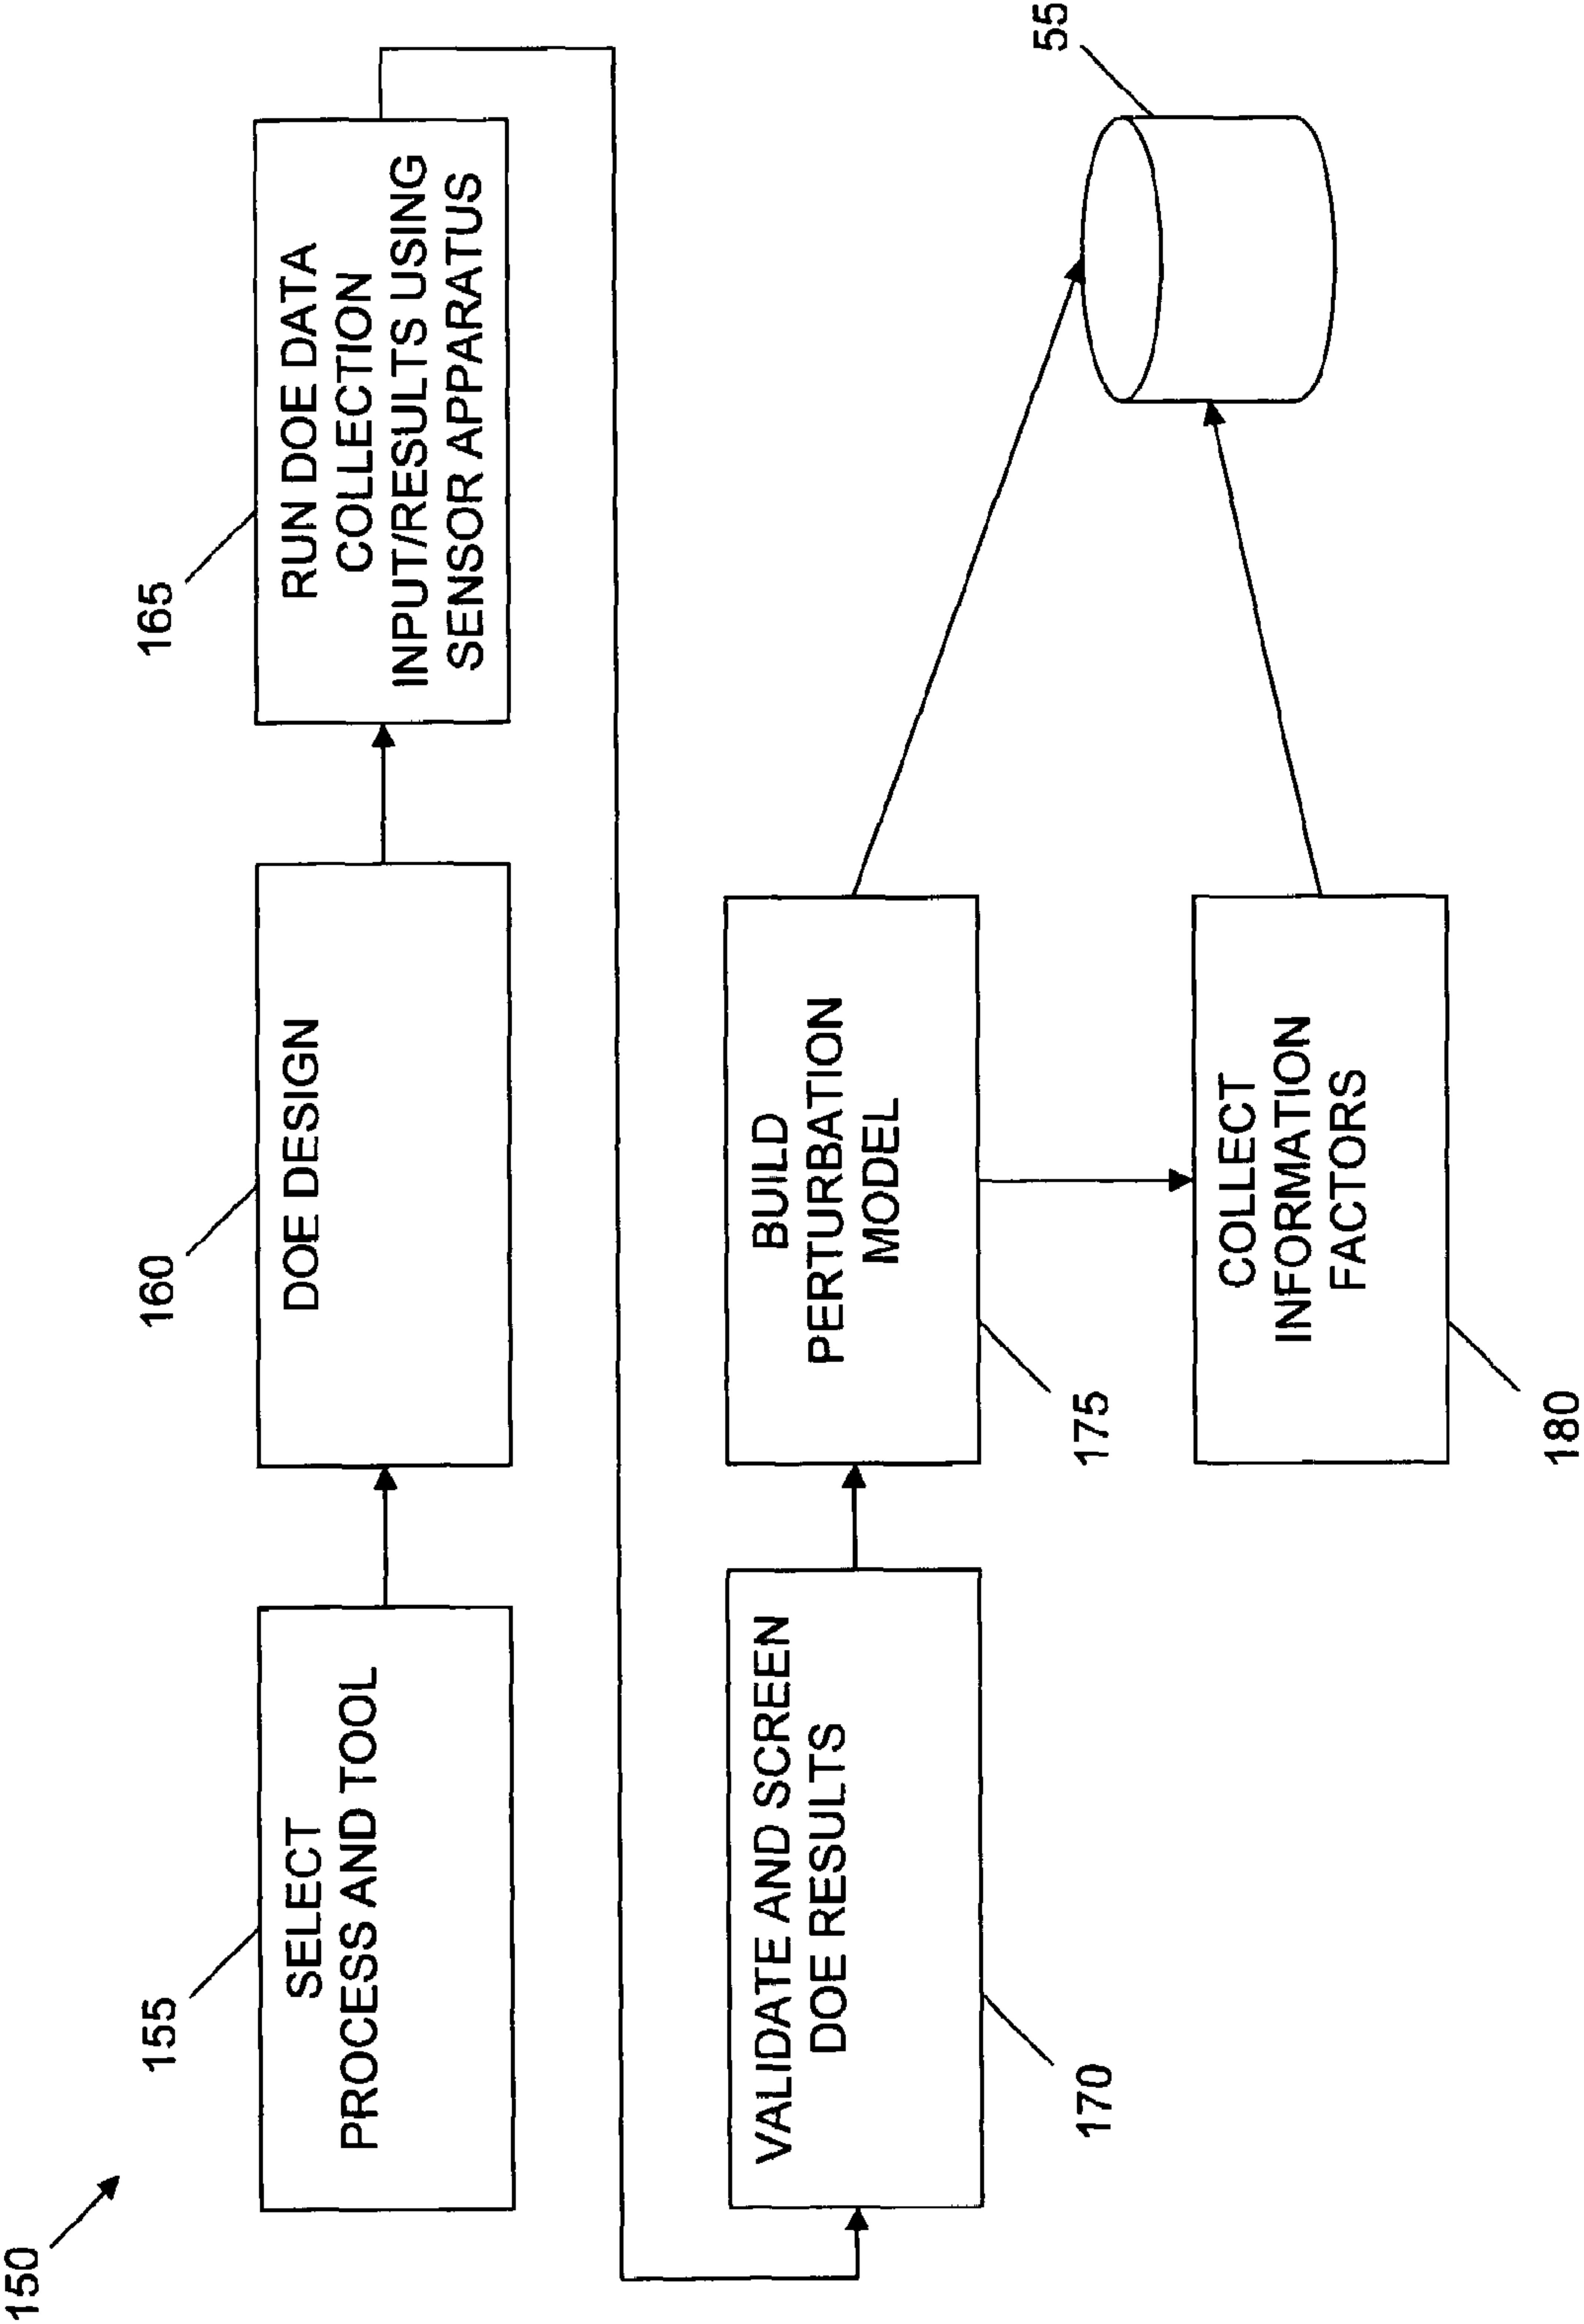 150
155
SELECT
PROCESS AND TOOL
160
DOE DESIGN
165
RUN DOE DATA
COLLECTION
INPUT/RESULTS USING
SENSOR APPARATUS
VALIDATE AND SCREEN
DOE RESULTS
170
BUILD
PERTURBATION
MODEL
175
COLLECT
INFORMATION
FACTORS
180
55